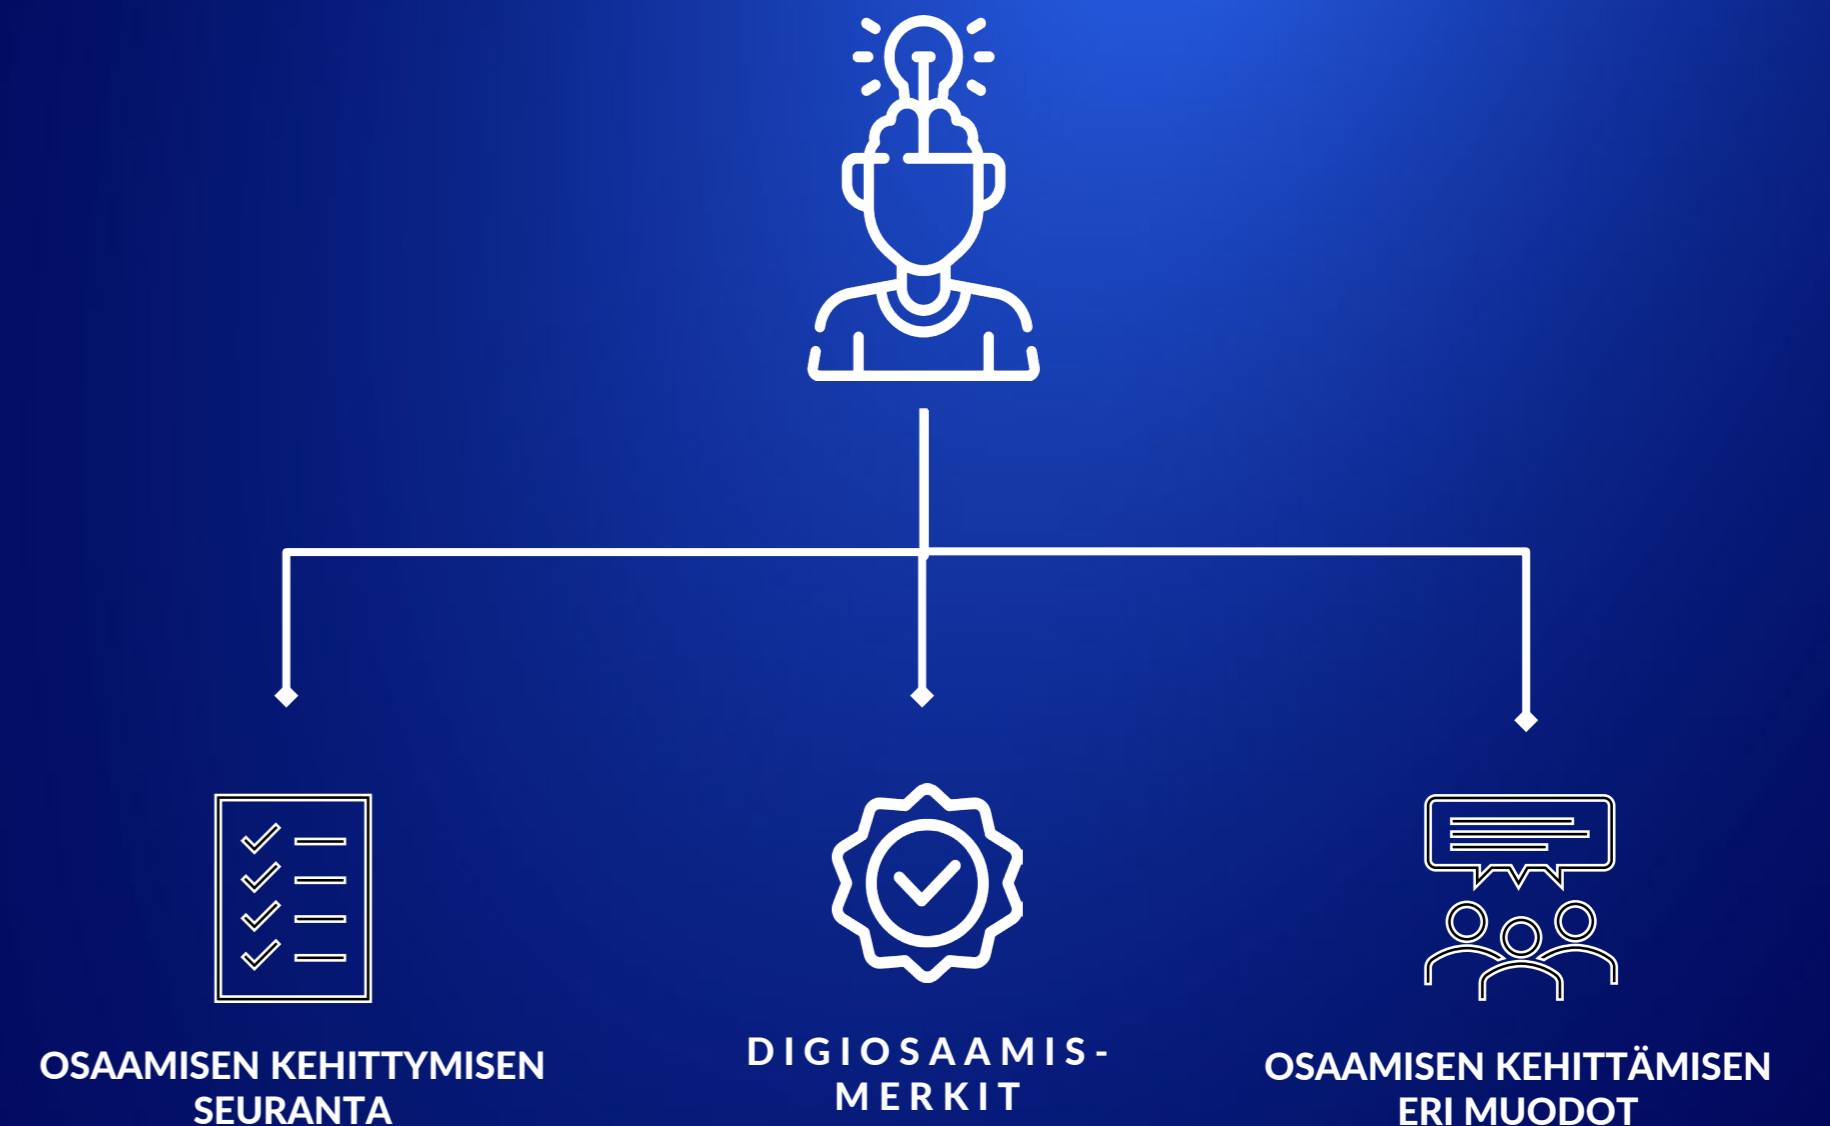 OSAAMISEN KEHITTYMISEN
SEURANTA
DIGIOSAAMIS-
MERKIT
OSAAMISEN KEHITTÄMISEN
ERI MUODOT